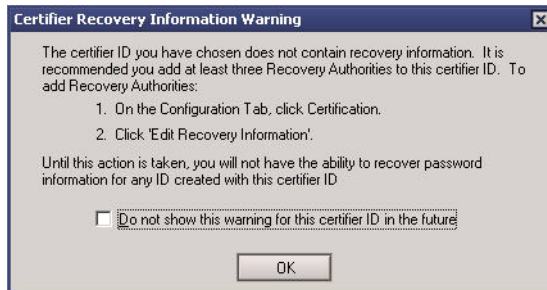 Certifier Recovery Information Warning
The certifier ID you have chosen does not contain recovery information.  It is
recommended you add at least three Recovery Authorities to this certifier ID.  To
add Recovery Authorities:
1.  On the Configuration Tab, click Certification.
2.  Click 'Edit Recovery Information'.
Until this action is taken, you will not have the ability to recover password
information for any ID created with this certifier ID
Do not show this warning for this certifier ID in the future
OK